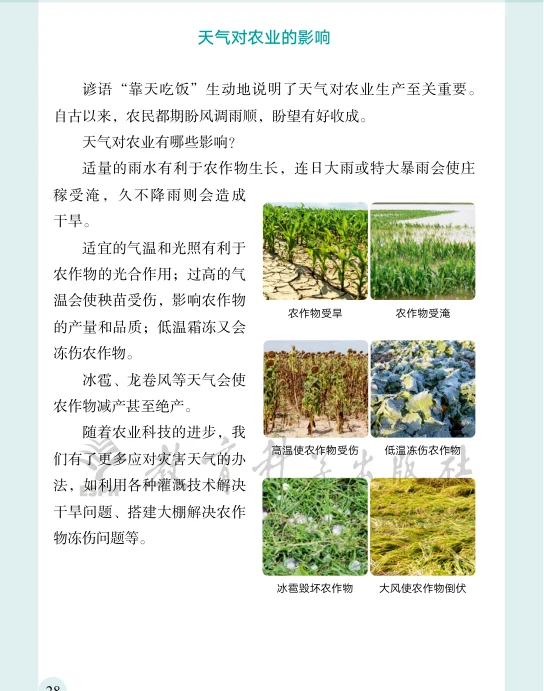 天气对农业的影响
谚语“靠天吃饭”生动地说明了天气对农业生产至关重要。
自古以来，农民都期盼风调雨顺，盼望有好收成。
天气对农业有哪些影响？
适量的雨水有利于农作物生长，连日大雨或特大暴雨会使庄
稼受淹，久不降雨则会造成
干旱。
适宜的气温和光照有利于
农作物的光合作用；过高的气
温会使秧苗受伤，影响农作物
的产量和品质；低温霜冻又会
冻伤农作物。
冰雹、龙卷风等天气会使
农作物减产甚至绝产。
随着农业科技的进步，我
们有了更多应对灾害天气的办
法，如利用各种灌溉技术解决
干旱问题、搭建大棚解决农作
物冻伤问题等。
农作物受旱
农作物受淹
高温使农作物受伤
低温冻伤农作物
冰雹毁坏农作物
大风使农作物倒伏
教育科学出版社
28